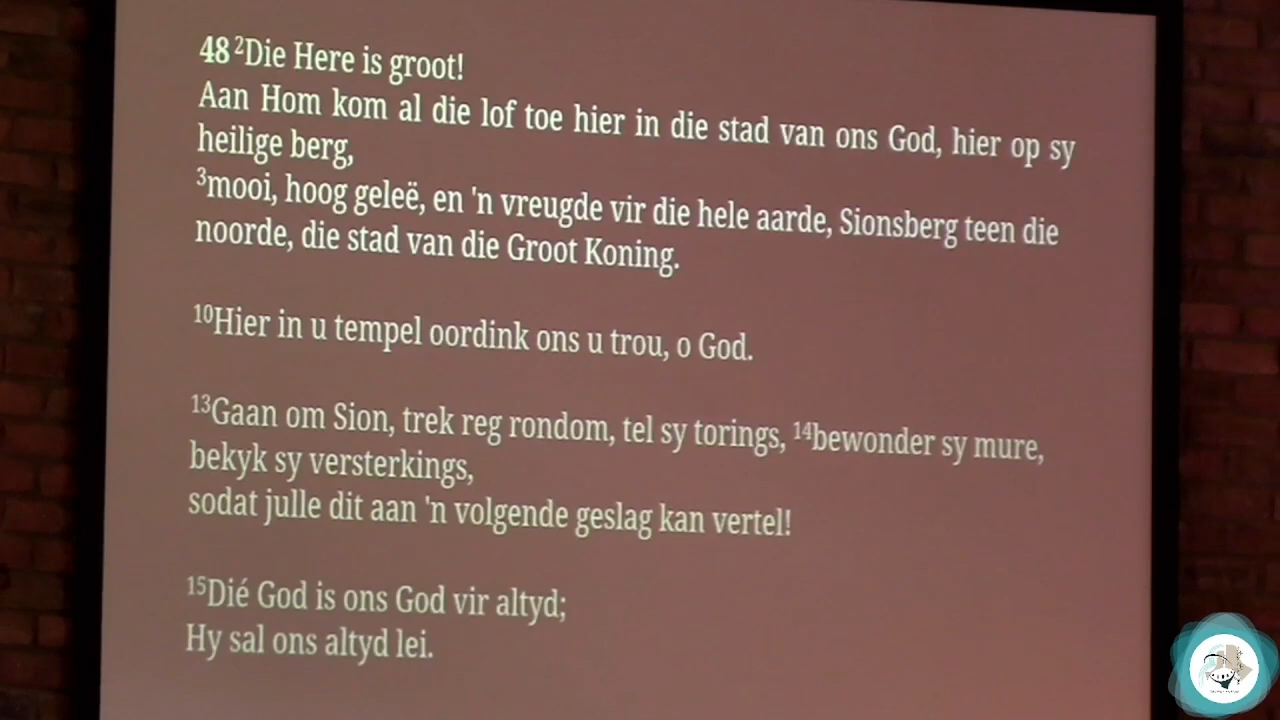 48 ²Die Here is groot!
Aan Hom kom al die lof toe hier in die stad van ons God, hier op sy
heilige berg,
³mooi, hoog geleë, en 'n vreugde vir die hele aarde, Sionsberg teen die
noorde, die stad van die Groot Koning.
¹⁰Hier in u tempel oordink ons u trou, o God.
¹³Gaan om Sion, trek reg rondom, tel sy torings, ¹⁴bewonder sy mure,
bekyk sy versterkings,
sodat julle dit aan 'n volgende geslag kan vertel!
¹⁵Dié God is ons God vir altyd;
Hy sal ons altyd lei.